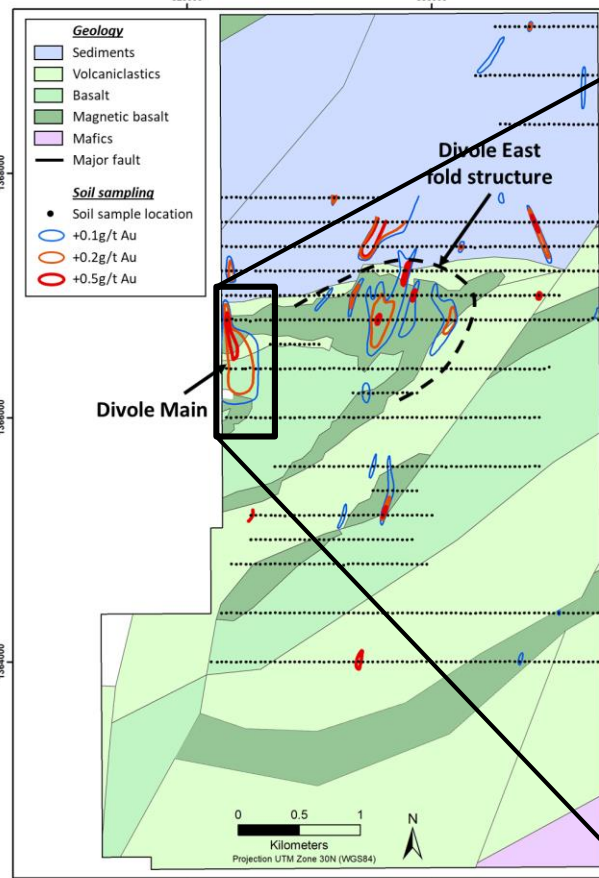 Geology
Sediments
Volcaniclastics
Basalt
Magnetic basalt
Mafics
Major fault
Soil sampling
Soil sample location
+0.1g/t Au
+0.2g/t Au
+0.5g/t Au
Divole East
fold structure
Divole Main
1368000
1364000
0 0.5 1
Kilometers
N
Projection UTM Zone 30N (WGS84)